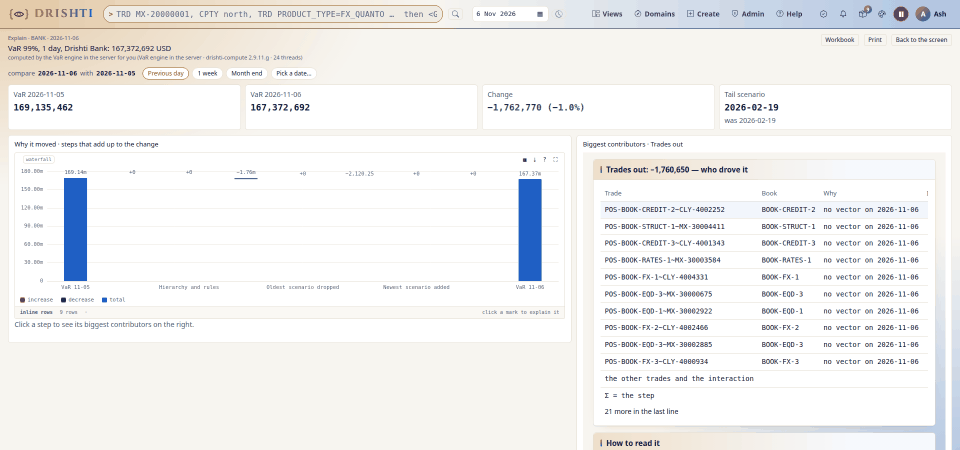 {👁} DRISHTI
> TRD MX-20000001, CPTY north, TRD PRODUCT_TYPE=FX_QUANTO … then <G
6 Nov 2026
Views
Domains
Create
Admin
Help
A Ash
Explain · BANK · 2026-11-06
VaR 99%, 1 day, Drishti Bank: 167,372,692 USD
computed by the VaR engine in the server for you (VaR engine in the server · drishti-compute 2.9.11.g · 24 threads)
Workbook
Print
Back to the screen
compare 2026-11-06 with 2026-11-05
Previous day
1 week
Month end
Pick a date...
VaR 2026-11-05
169,135,462
VaR 2026-11-06
167,372,692
Change
−1,762,770 (−1.0%)
Tail scenario
2026-02-19
was 2026-02-19
Why it moved · steps that add up to the change
waterfall
180.00m
150.00m
120.00m
90.00m
60.00m
30.00m
0
169.14m
+0
+0
−1.76m
+0
−2,120.25
+0
+0
167.37m
VaR 11-05
Hierarchy and rules
Oldest scenario dropped
Newest scenario added
VaR 11-06
increase
decrease
total
inline rows 9 rows ·
click a mark to explain it
Click a step to see its biggest contributors on the right.
Biggest contributors · Trades out
i Trades out: −1,760,650 — who drove it
Trade Book Why
POS-BOOK-CREDIT-2~CLY-4002252 BOOK-CREDIT-2 no vector on 2026-11-06
POS-BOOK-STRUCT-1~MX-30004411 BOOK-STRUCT-1 no vector on 2026-11-06
POS-BOOK-CREDIT-3~CLY-4001343 BOOK-CREDIT-3 no vector on 2026-11-06
POS-BOOK-RATES-1~MX-30003584 BOOK-RATES-1 no vector on 2026-11-06
POS-BOOK-FX-1~CLY-4004331 BOOK-FX-1 no vector on 2026-11-06
POS-BOOK-EQD-3~MX-30000675 BOOK-EQD-3 no vector on 2026-11-06
POS-BOOK-EQD-1~MX-30002922 BOOK-EQD-1 no vector on 2026-11-06
POS-BOOK-FX-2~CLY-4002466 BOOK-FX-2 no vector on 2026-11-06
POS-BOOK-EQD-3~MX-30002885 BOOK-EQD-3 no vector on 2026-11-06
POS-BOOK-FX-3~CLY-4000934 BOOK-FX-3 no vector on 2026-11-06
the other trades and the interaction
Σ = the step
21 more in the last line
i How to read it